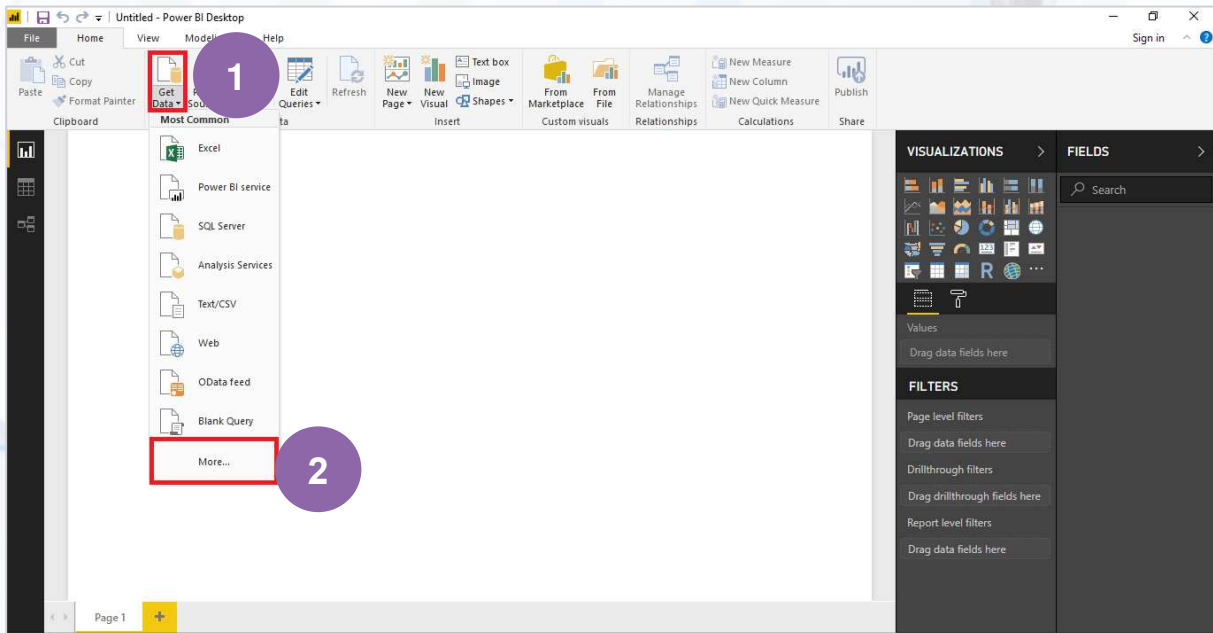 Untitled - Power BI Desktop
File Home View Help Sign in
Cut
Copy
Format Painter
Paste
Clipboard
Get
Data
1
Edit
Queries
Refresh
New
Page
New
Visual
Text box
Image
Shapes
Insert
From
Marketplace
From
File
Custom visuals
Manage
Relationships
Relationships
New Measure
New Column
New Quick Measure
Calculations
Publish
Share
Most Common
Excel
Power BI service
SQL Server
Analysis Services
Text/CSV
Web
OData feed
Blank Query
More...
2
VISUALIZATIONS
123
R
Values
Drag data fields here
FILTERS
Page level filters
Drag data fields here
Drillthrough filters
Drag drillthrough fields here
Report level filters
Drag data fields here
FIELDS
Search
Page 1